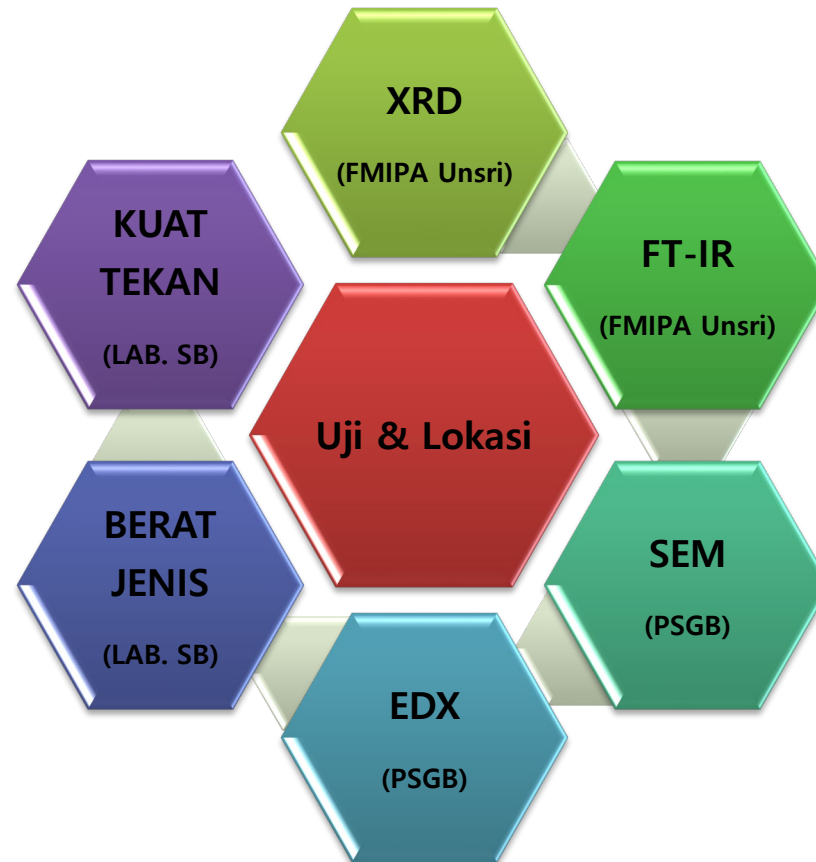 XRD
(FMIPA Unsri)
FT-IR
(FMIPA Unsri)
SEM
(PSGB)
EDX
(PSGB)
BERAT
JENIS
(LAB. SB)
KUAT
TEKAN
(LAB. SB)
Uji & Lokasi